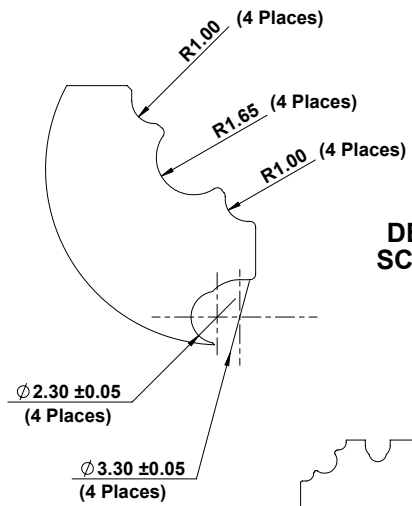 R1.00 (4 Places)
R1.65 (4 Places)
R1.00 (4 Places)
∅2.30 ±0.05
(4 Places)
∅3.30 ±0.05
(4 Places)